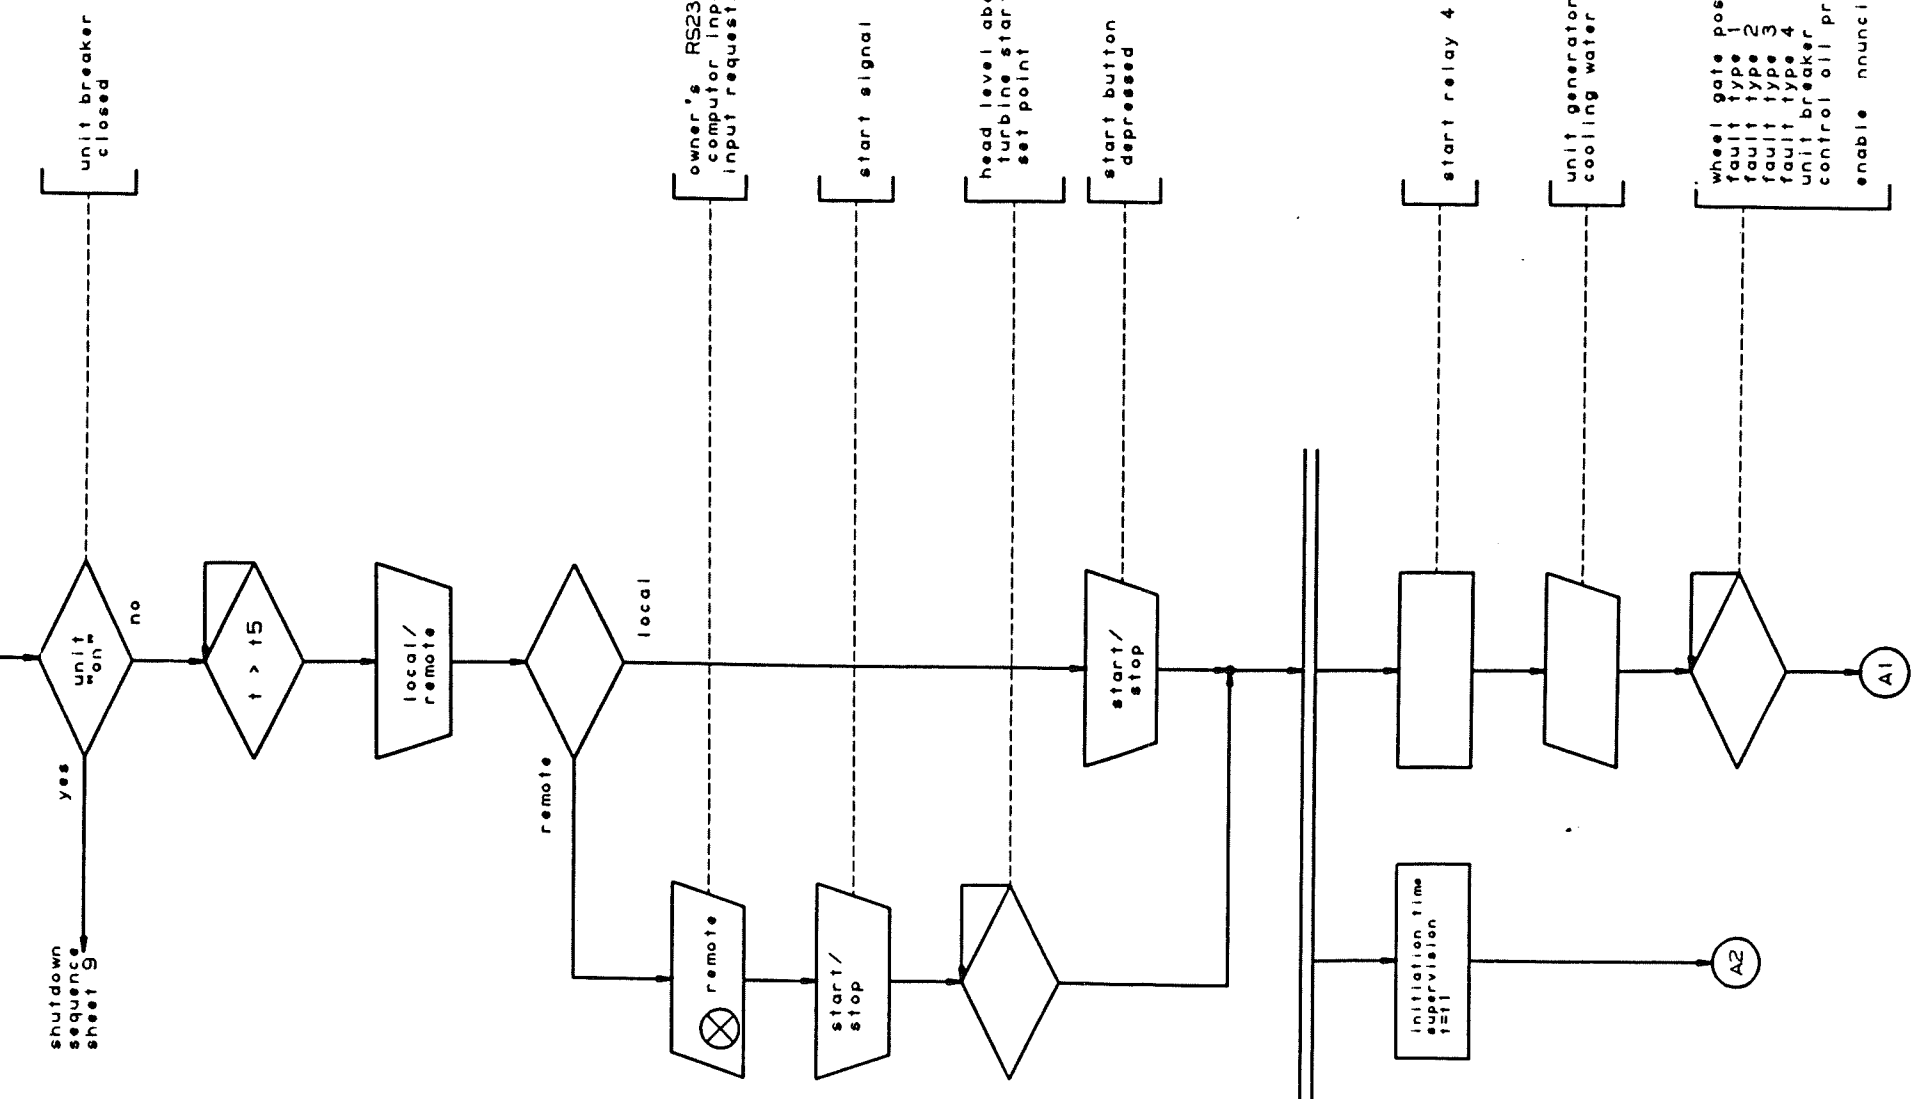 unit breaker
closed
unit
"on"
yes
no
shutdown
sequence
sheet 9
t > t5
local/
remote
remote
local
owner's RS23
computor inp
input request
remote
start signal
start/
stop
head level abo
turbine star
set point
start button
depressed
start/
stop
start relay 4
initiation time
supervision
t=t1
unit generator
cooling water
wheel gate pos
fault type 1
fault type 2
fault type 3
fault type 4
unit breaker
control oil pr
enable nnunci
A1
A2